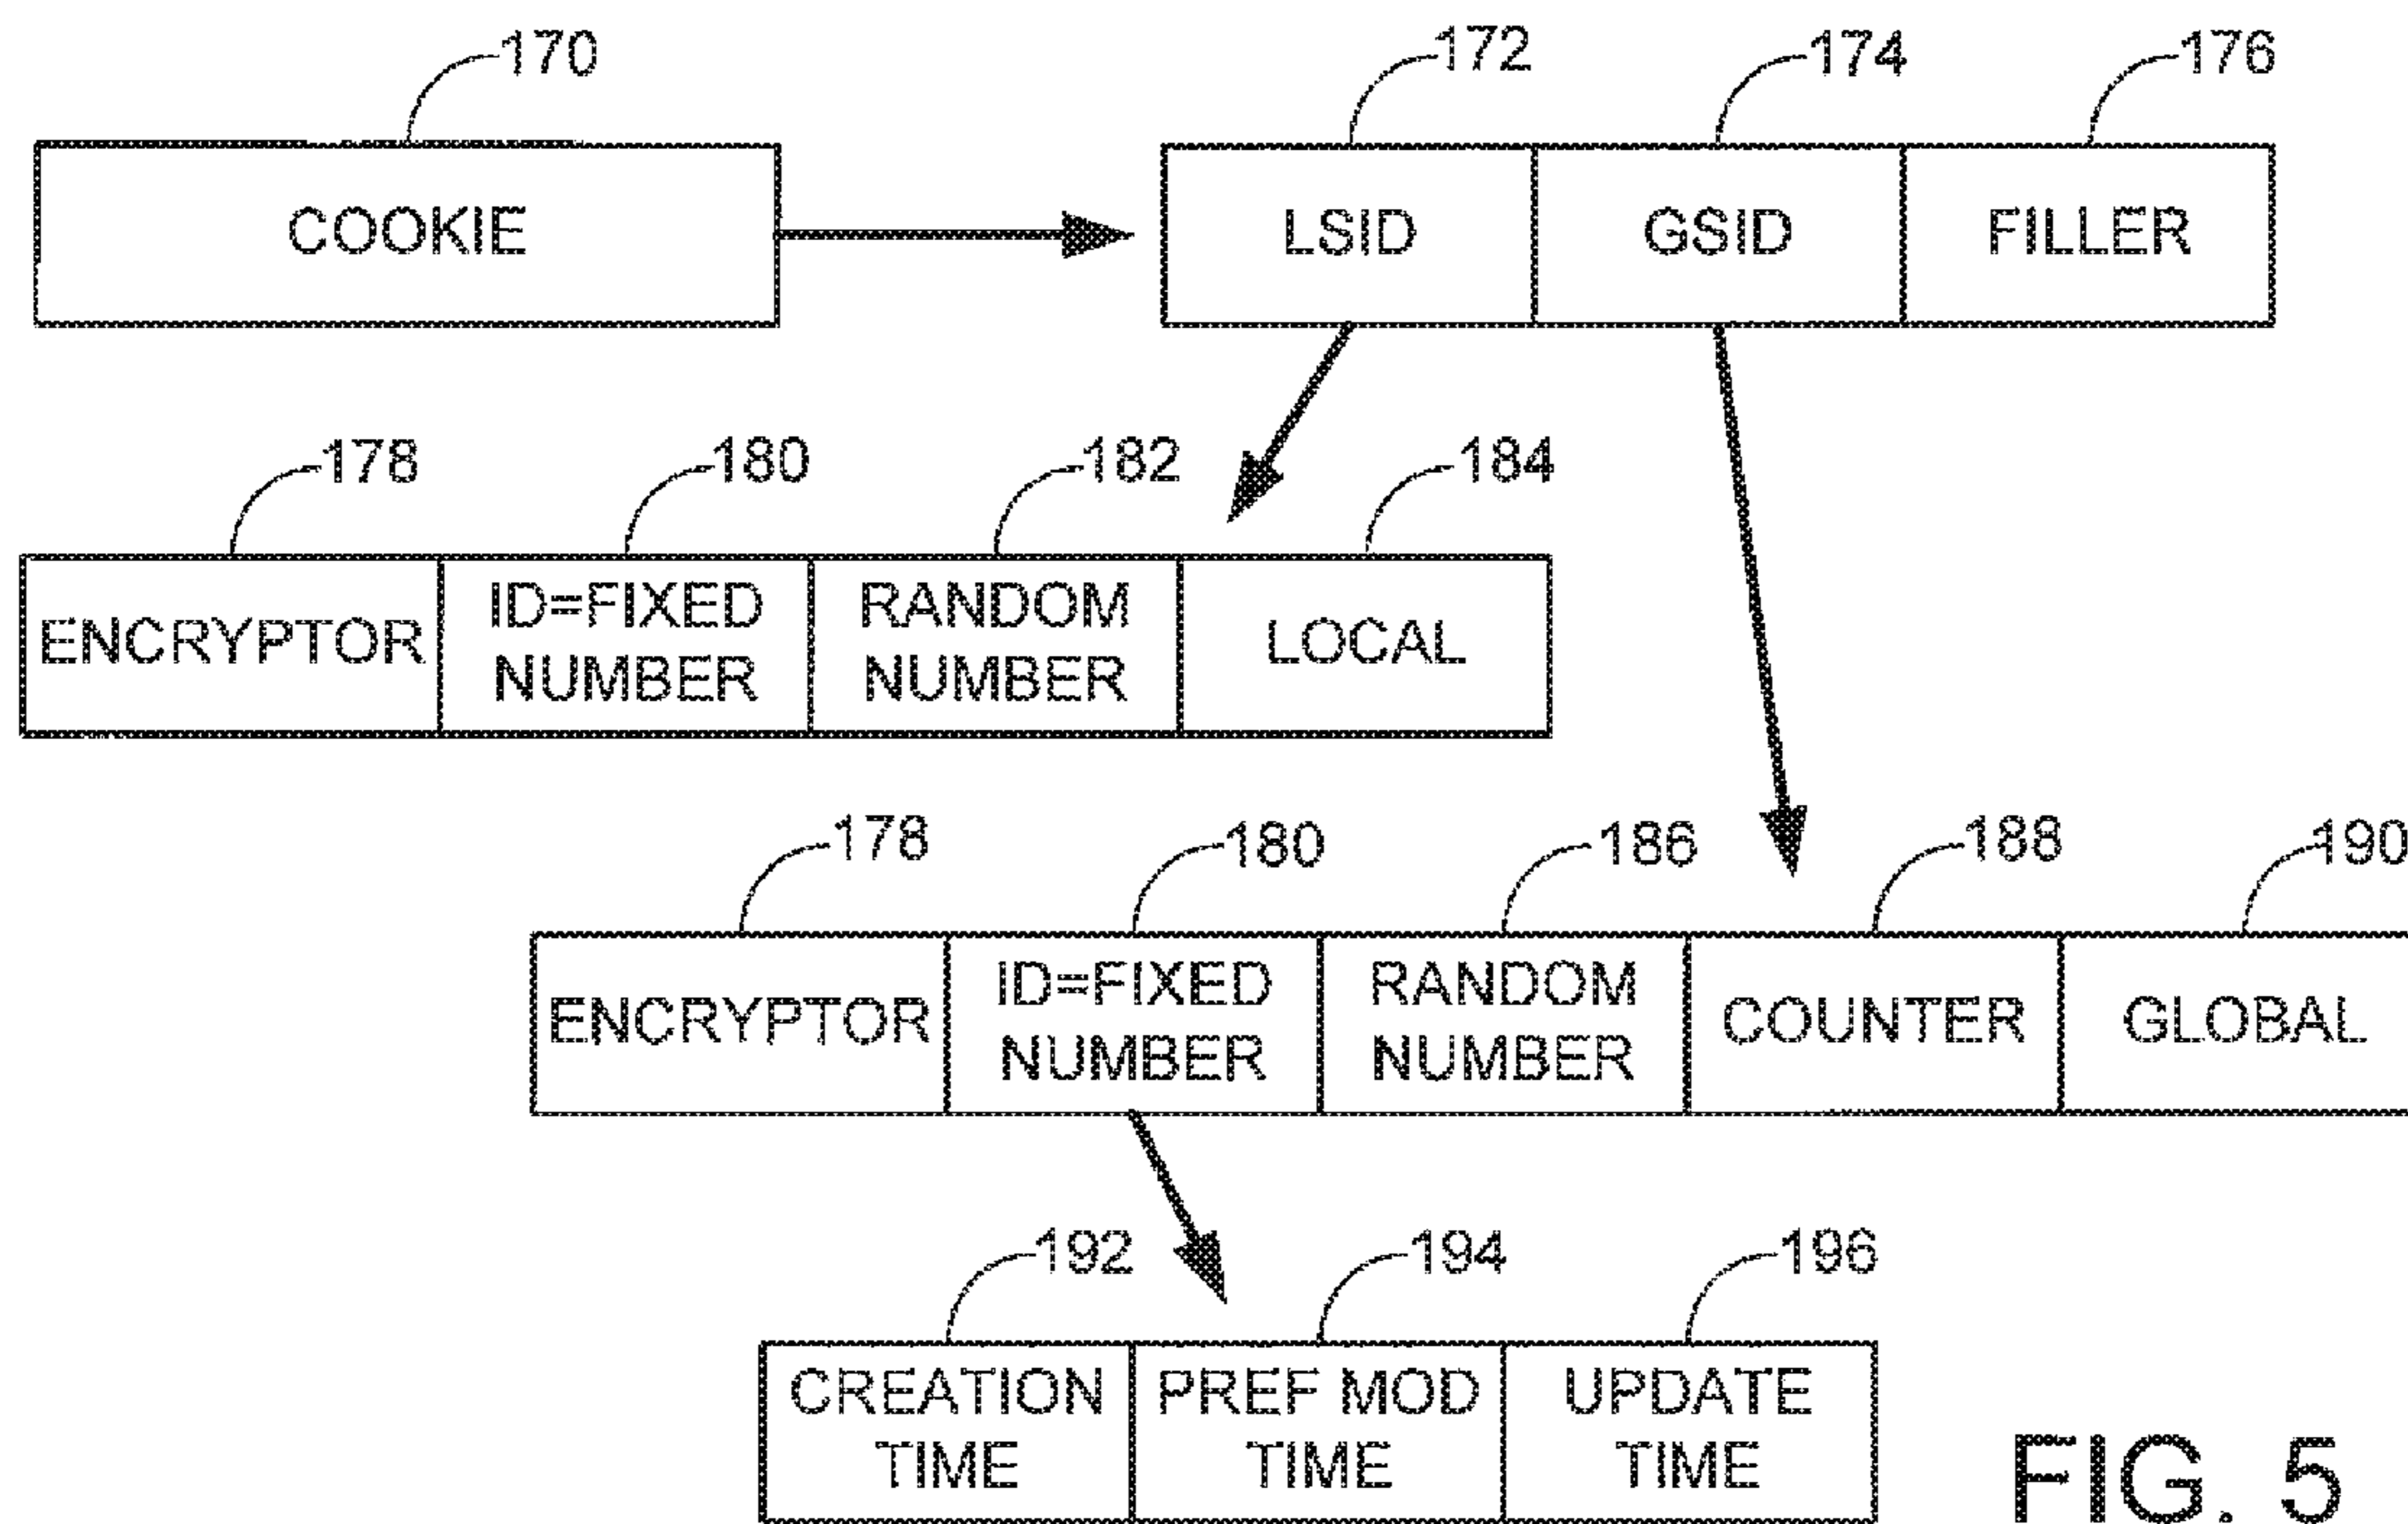 170
172
174
176
COOKIE
LSID
GSID
FILLER
178
180
182
184
ENCRYPTOR
ID=FIXED
NUMBER
RANDOM
NUMBER
LOCAL
178
180
186
188
190
ENCRYPTOR
ID=FIXED
NUMBER
RANDOM
NUMBER
COUNTER
GLOBAL
192
194
196
CREATION
TIME
PREF MOD
TIME
UPDATE
TIME
FIG. 5